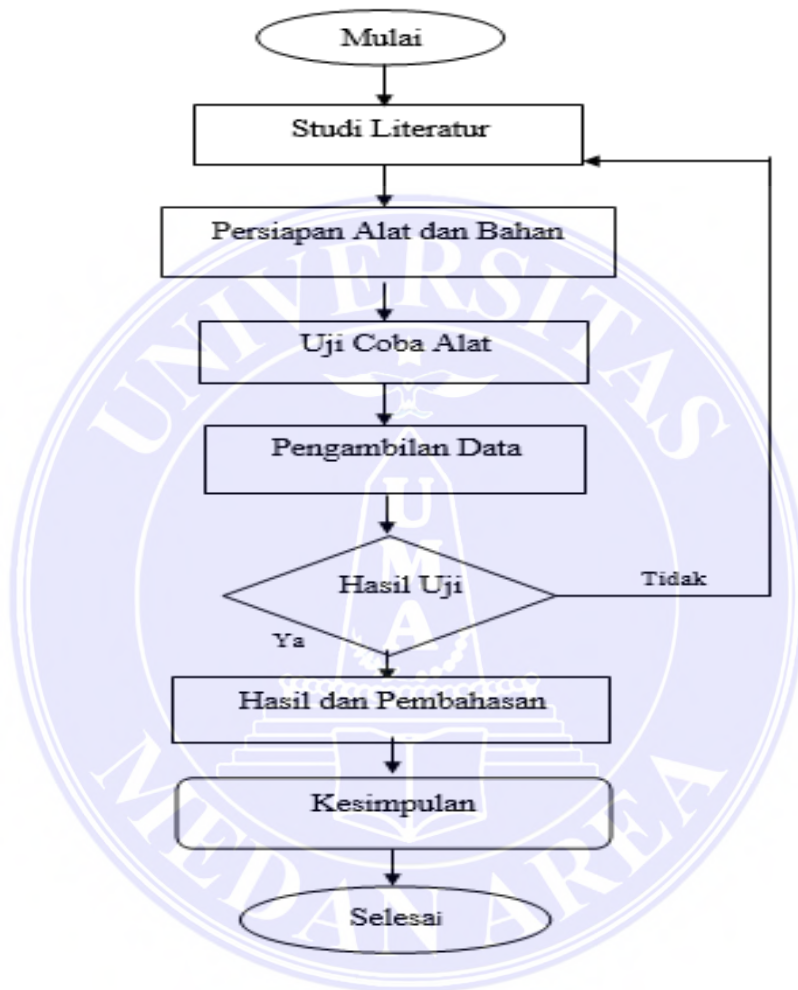 Mulai
Studi Literatur
Persiapan Alat dan Bahan
Uji Coba Alat
Pengambilan Data
Hasil Uji
Tidak
Ya
Hasil dan Pembahasan
Kesimpulan
Selesai
UNIVERSITAS
UMA
MEDAN AREA